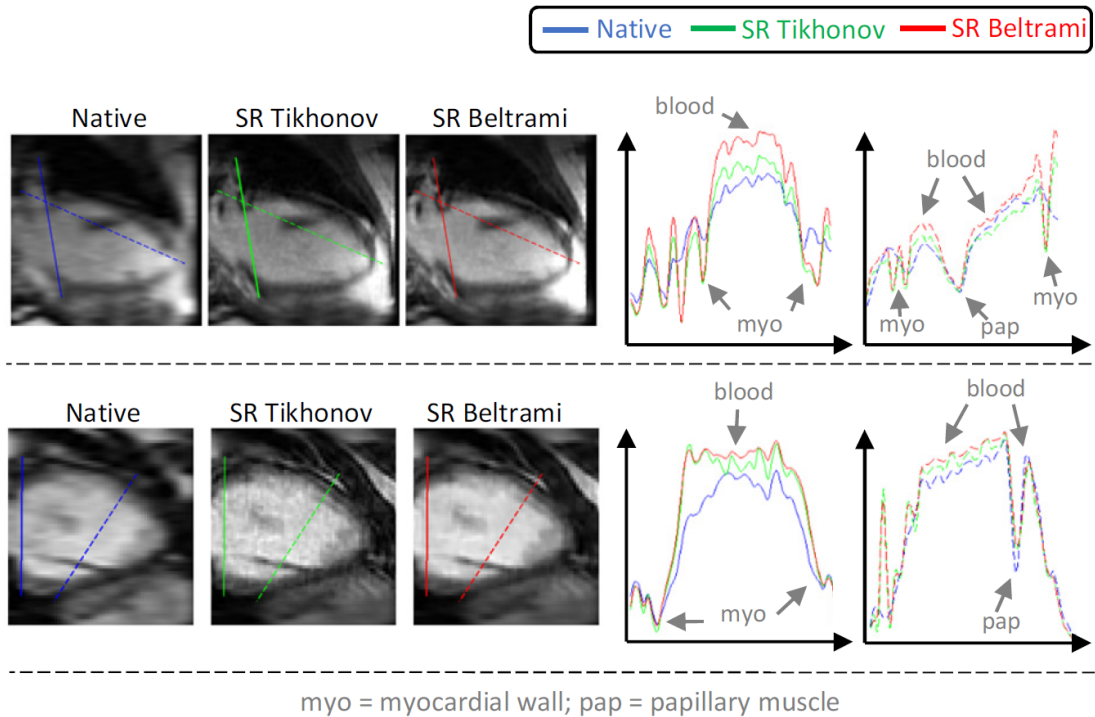 Native SR Tikhonov SR Beltrami
Native SR Tikhonov SR Beltrami
blood
blood
myo
myo
myo
pap
Native SR Tikhonov SR Beltrami
blood
blood
myo
pap
myo = myocardial wall; pap = papillary muscle